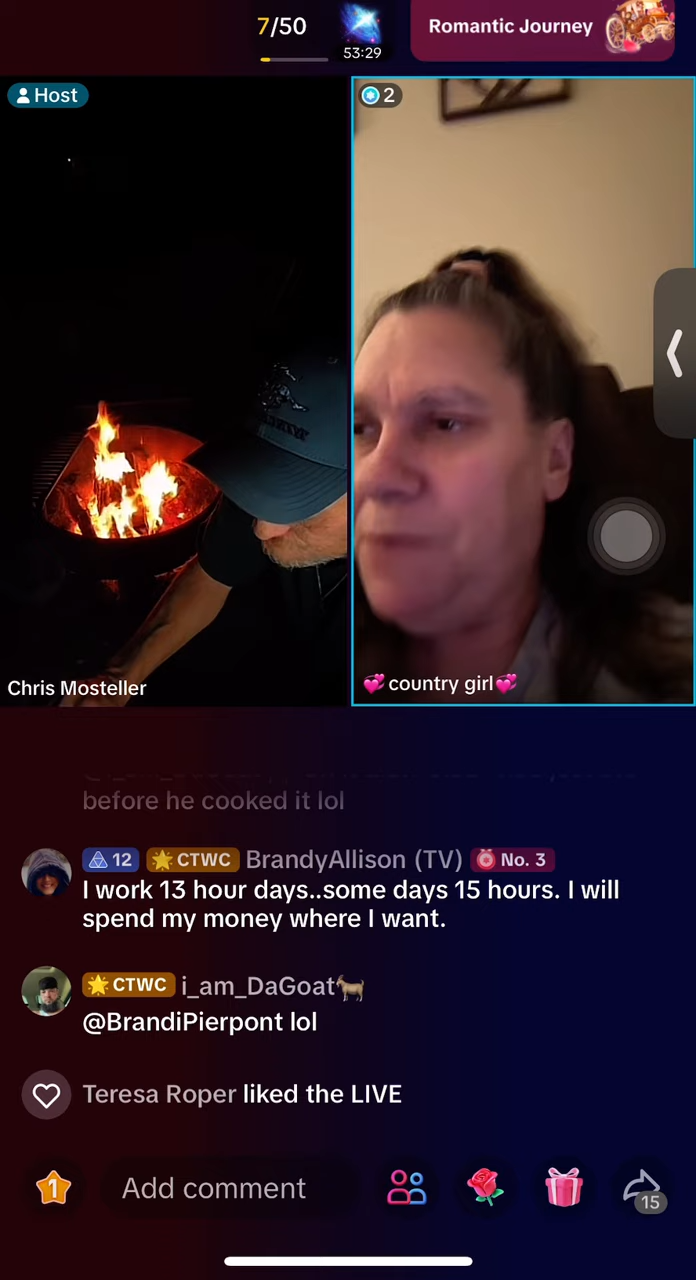 7/50
53:29
Romantic Journey
Host
2
Chris Mosteller
💞country girl💞
before he cooked it lol
12 CTWC BrandyAllison (TV) No. 3
I work 13 hour days..some days 15 hours. I will
spend my money where I want.
CTWC i_am_DaGoat🐐
@BrandiPierpont lol
Teresa Roper liked the LIVE
1
Add comment
15